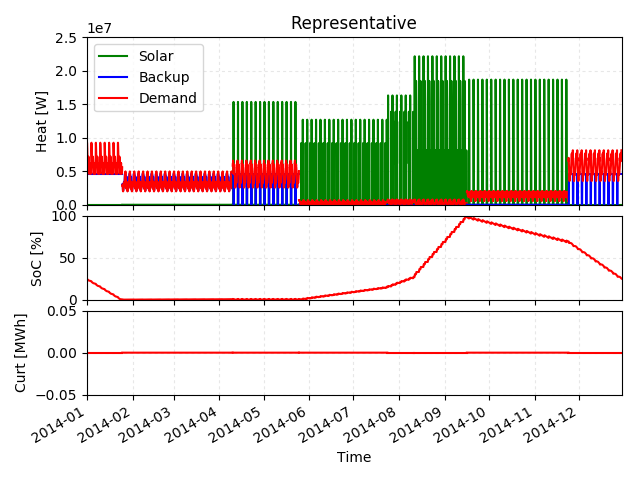 Representative
1e7
2.5
2.0
1.5
1.0
0.5
0.0
Heat [W]
Solar
Backup
Demand
100
50
0
SoC [%]
0.05
0.00
−0.05
Curt [MWh]
2014-01
2014-02
2014-03
2014-04
2014-05
2014-06
2014-07
2014-08
2014-09
2014-10
2014-11
2014-12
Time